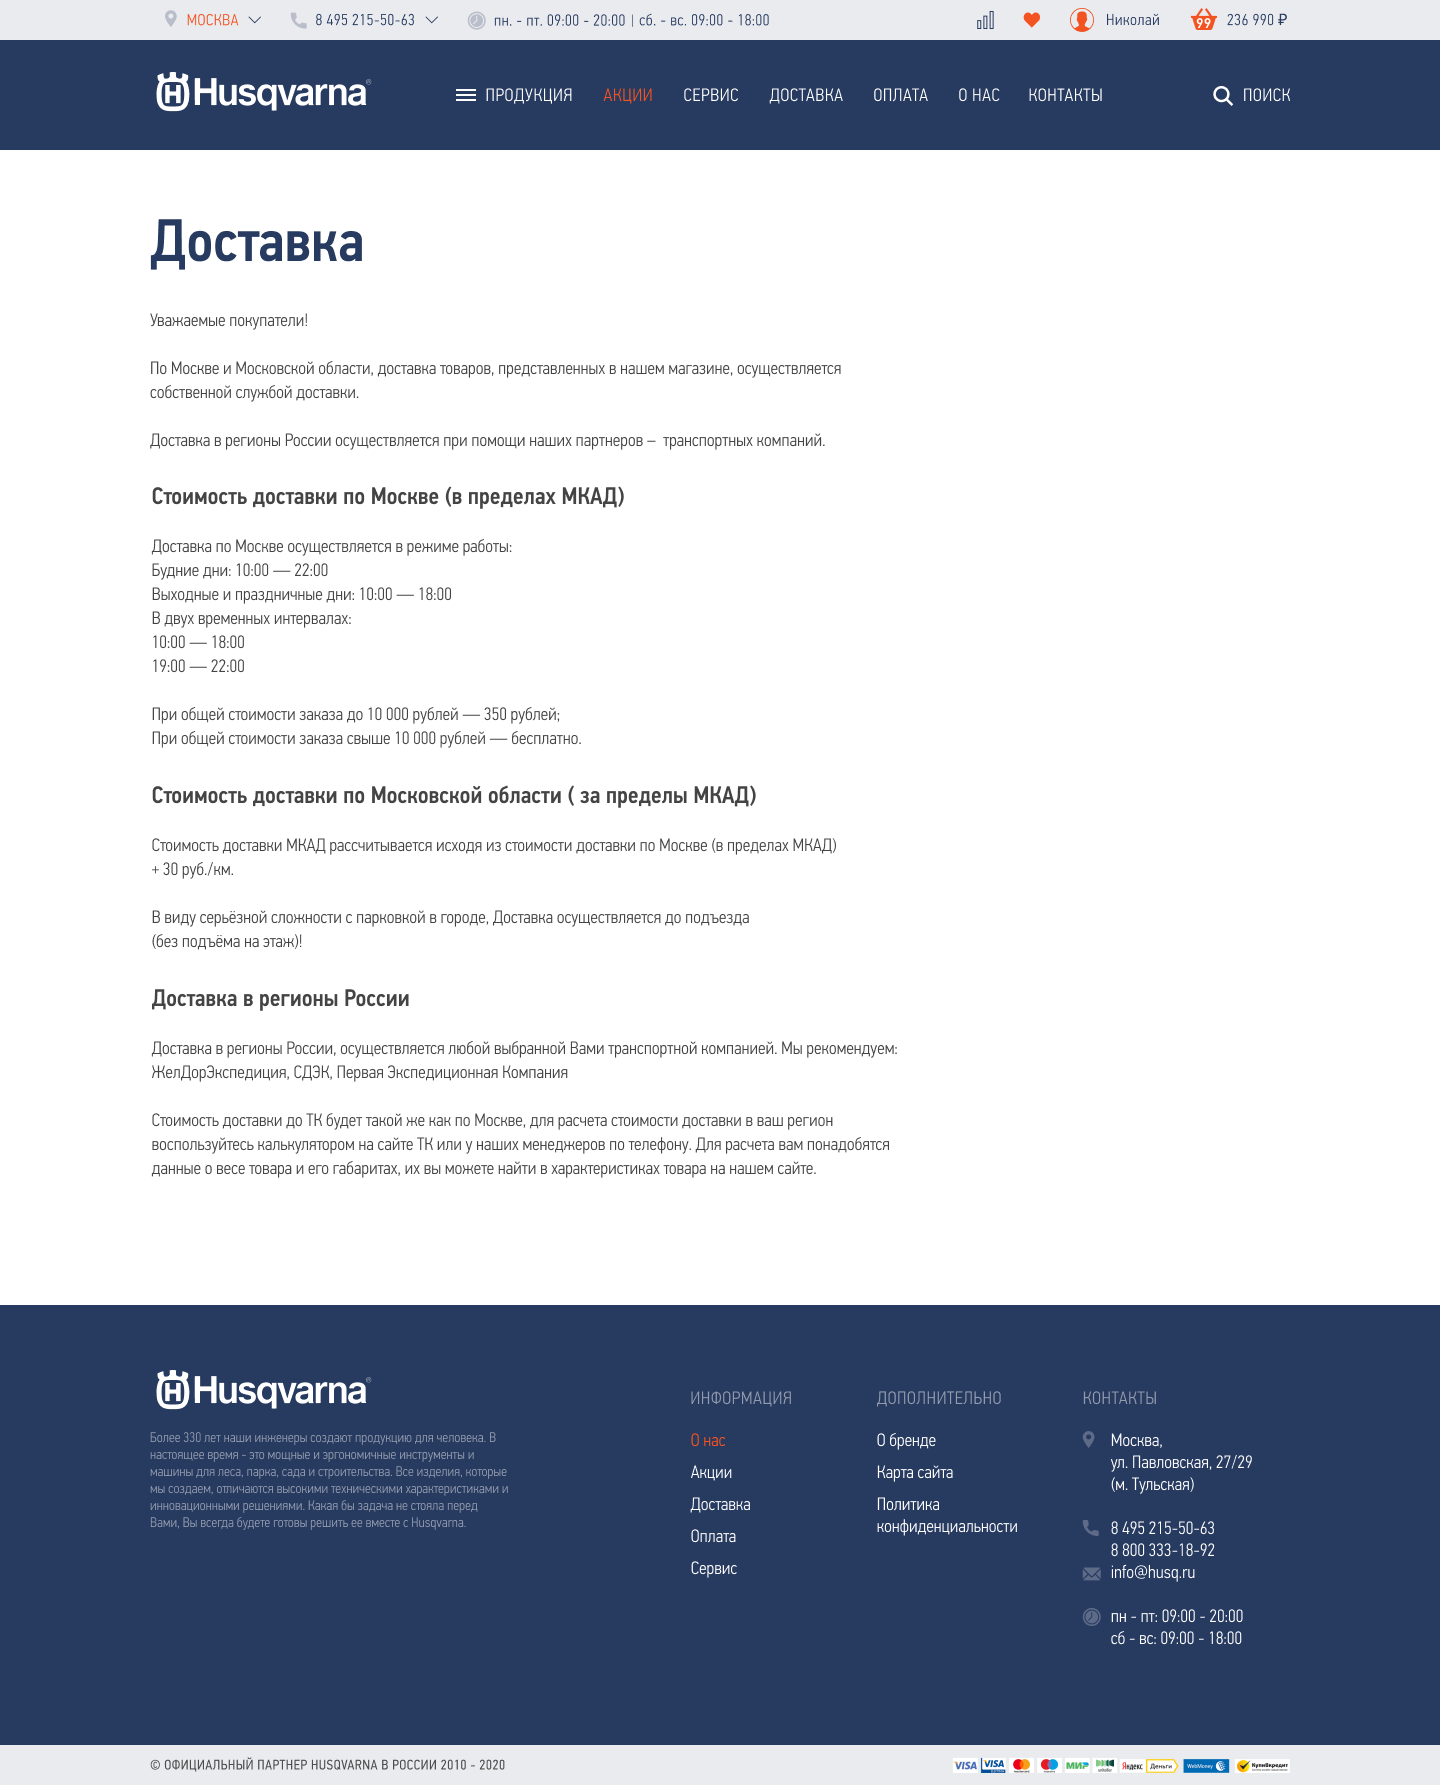 МОСКВА 8 495 215-50-63 пн. - пт. 09:00 - 20:00 | сб. - вс. 09:00 - 18:00 Николай 99 236 990 ₽
Husqvarna® ПРОДУКЦИЯ АКЦИИ СЕРВИС ДОСТАВКА ОПЛАТА О НАС КОНТАКТЫ ПОИСК
Доставка
Уважаемые покупатели!
По Москве и Московской области, доставка товаров, представленных в нашем магазине, осуществляется
собственной службой доставки.
Доставка в регионы России осуществляется при помощи наших партнеров – транспортных компаний.
Стоимость доставки по Москве (в пределах МКАД)
Доставка по Москве осуществляется в режиме работы:
Будние дни: 10:00 — 22:00
Выходные и праздничные дни: 10:00 — 18:00
В двух временных интервалах:
10:00 — 18:00
19:00 — 22:00
При общей стоимости заказа до 10 000 рублей — 350 рублей;
При общей стоимости заказа свыше 10 000 рублей — бесплатно.
Стоимость доставки по Московской области ( за пределы МКАД)
Стоимость доставки МКАД рассчитывается исходя из стоимости доставки по Москве (в пределах МКАД)
+ 30 руб./км.
В виду серьёзной сложности с парковкой в городе, Доставка осуществляется до подъезда
(без подъёма на этаж)!
Доставка в регионы России
Доставка в регионы России, осуществляется любой выбранной Вами транспортной компанией. Мы рекомендуем:
ЖелДорЭкспедиция, СДЭК, Первая Экспедиционная Компания
Стоимость доставки до ТК будет такой же как по Москве, для расчета стоимости доставки в ваш регион
воспользуйтесь калькулятором на сайте ТК или у наших менеджеров по телефону. Для расчета вам понадобятся
данные о весе товара и его габаритах, их вы можете найти в характеристиках товара на нашем сайте.
Husqvarna®
Более 330 лет наши инженеры создают продукцию для человека. В
настоящее время - это мощные и эргономичные инструменты и
машины для леса, парка, сада и строительства. Все изделия, которые
мы создаем, отличаются высокими техническими характеристиками и
инновационными решениями. Какая бы задача не стояла перед
Вами, Вы всегда будете готовы решить ее вместе с Husqvarna.
ИНФОРМАЦИЯ
О нас
Акции
Доставка
Оплата
Сервис
ДОПОЛНИТЕЛЬНО
О бренде
Карта сайта
Политика
конфиденциальности
КОНТАКТЫ
Москва,
ул. Павловская, 27/29
(м. Тульская)
8 495 215-50-63
8 800 333-18-92
info@husq.ru
пн - пт: 09:00 - 20:00
сб - вс: 09:00 - 18:00
© ОФИЦИАЛЬНЫЙ ПАРТНЕР HUSQVARNA В РОССИИ 2010 - 2020 VISA VISA МИР Яндекс Деньги WebMoney КупиВкредит